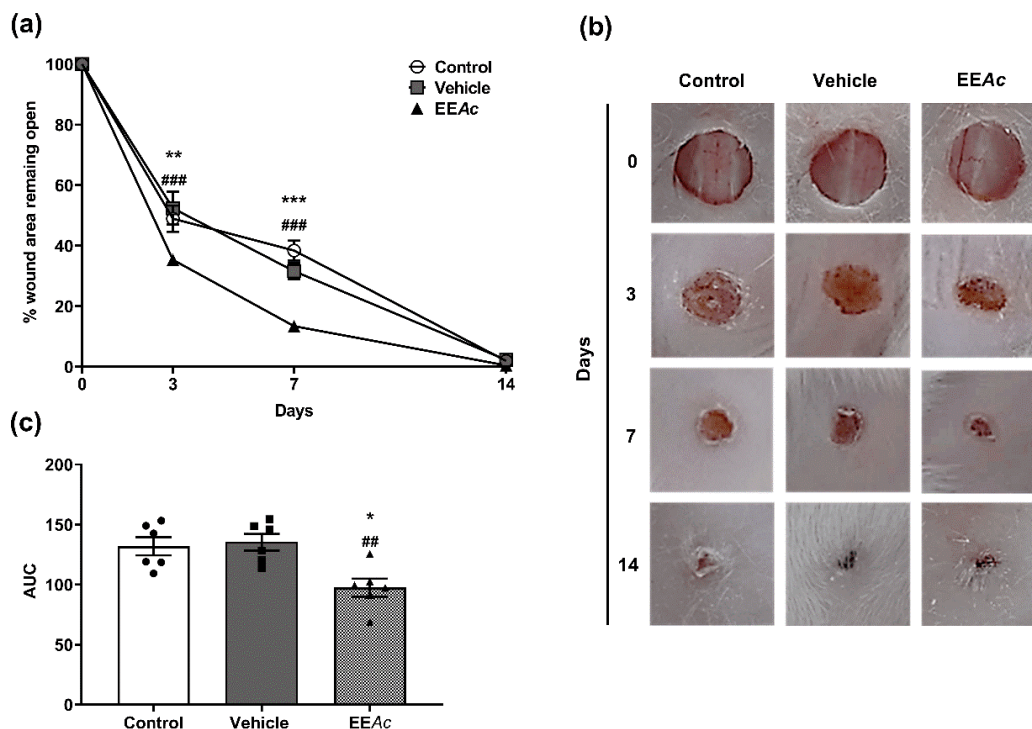 (a)
% wound area remaining open
100
80
60
40
20
0
0 3 7 14
Days
Control
Vehicle
EEAc
**
###
***
###
(b)
Control Vehicle EEAc
Days
0
3
7
14
(c)
AUC
200
150
100
50
0
*
##
Control Vehicle EEAc